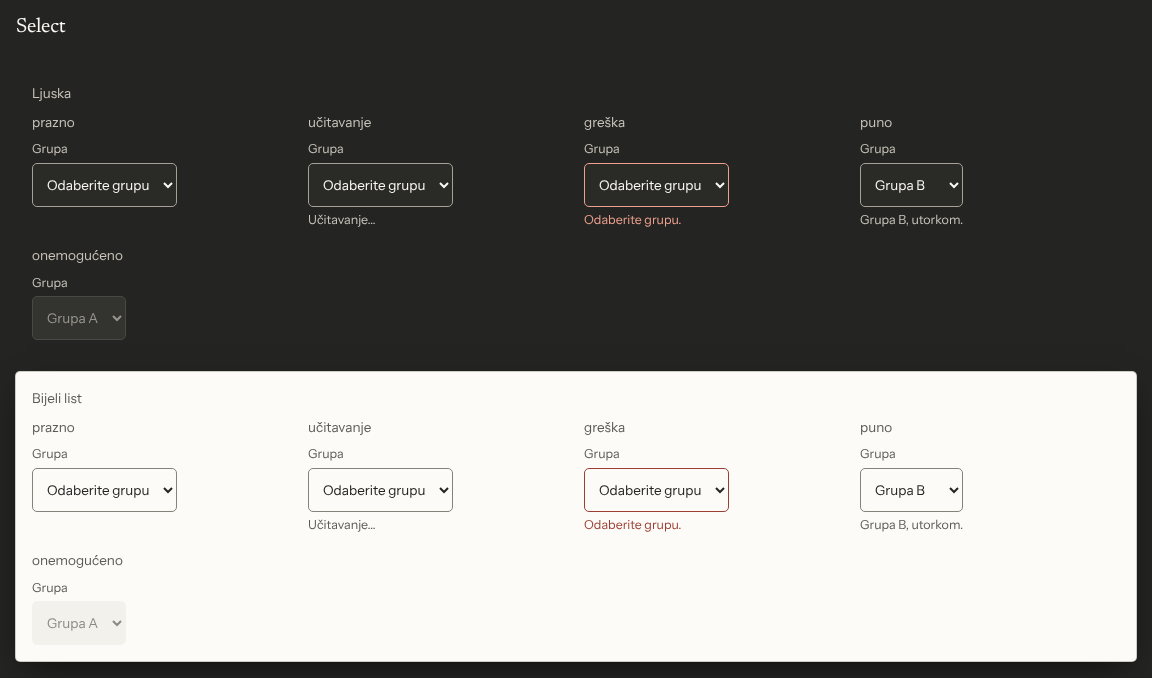 Select
Ljuska
prazno učitavanje greška puno
Grupa Grupa Grupa Grupa
Odaberite grupu Odaberite grupu Odaberite grupu Grupa B
Učitavanje… Odaberite grupu. Grupa B, utorkom.
onemogućeno
Grupa
Grupa A
Bijeli list
prazno učitavanje greška puno
Grupa Grupa Grupa Grupa
Odaberite grupu Odaberite grupu Odaberite grupu Grupa B
Učitavanje… Odaberite grupu. Grupa B, utorkom.
onemogućeno
Grupa
Grupa A